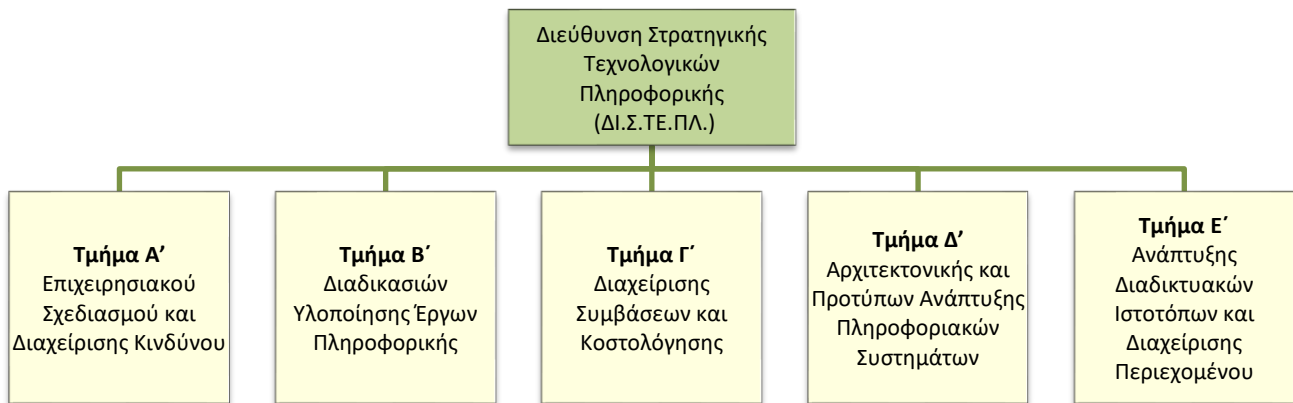 Διεύθυνση Στρατηγικής
Τεχνολογικών
Πληροφορικής
(ΔΙ.Σ.ΤΕ.ΠΛ.)
Τμήμα Α'
Επιχειρησιακού
Σχεδιασμού και
Διαχείρισης Κινδύνου
Τμήμα Β΄
Διαδικασιών
Υλοποίησης Έργων
Πληροφορικής
Τμήμα Γ΄
Διαχείρισης
Συμβάσεων και
Κοστολόγησης
Τμήμα Δ'
Αρχιτεκτονικής και
Προτύπων Ανάπτυξης
Πληροφοριακών
Συστημάτων
Τμήμα Ε΄
Ανάπτυξης
Διαδικτυακών
Ιστοτόπων και
Διαχείρισης
Περιεχομένου